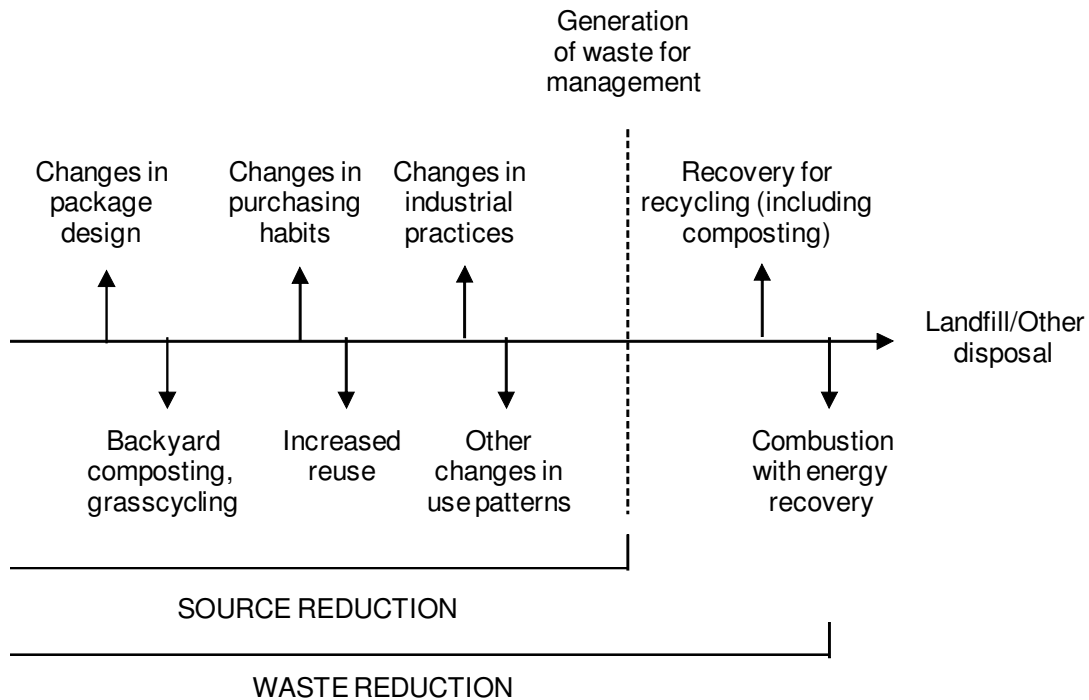 Generation
of waste for
management
Changes in
package
design
Changes in
purchasing
habits
Changes in
industrial
practices
Recovery for
recycling (including
composting)
Landfill/Other
disposal
Backyard
composting,
grasscycling
Increased
reuse
Other
changes in
use patterns
Combustion
with energy
recovery
SOURCE REDUCTION
WASTE REDUCTION